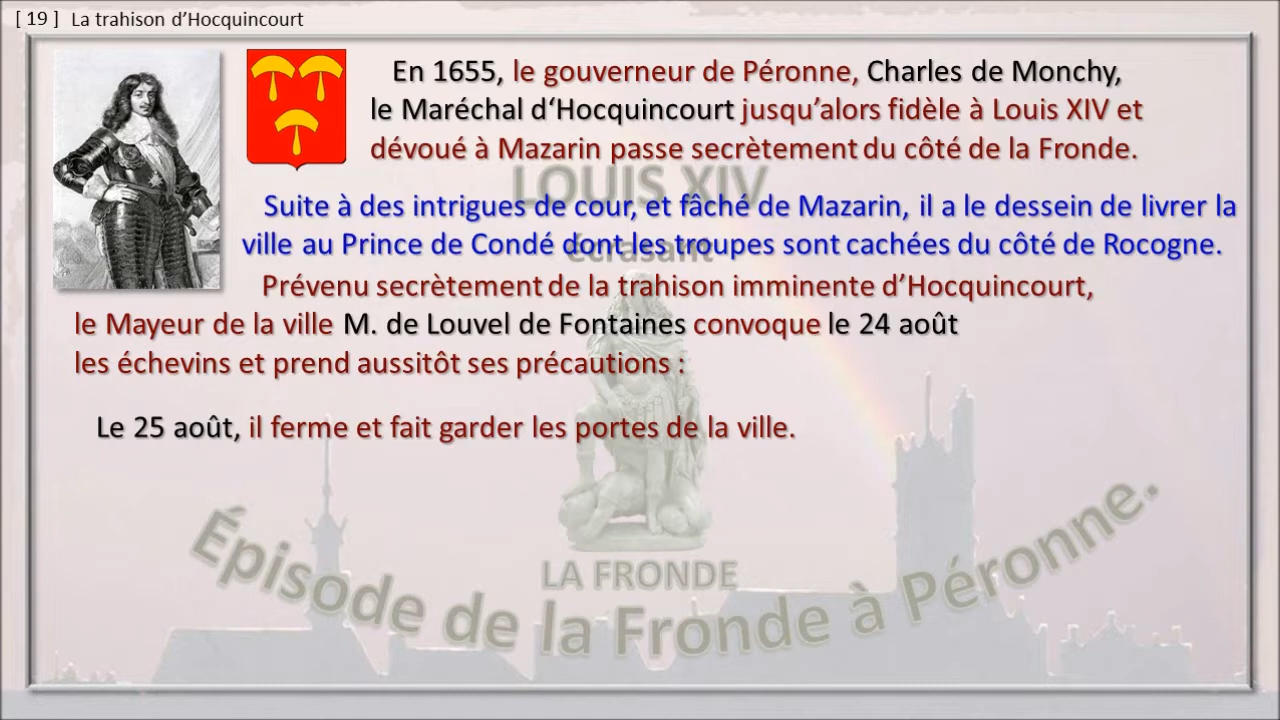 [ 19 ] La trahison d’Hocquincourt
En 1655, le gouverneur de Péronne, Charles de Monchy,
le Maréchal d‘Hocquincourt jusqu’alors fidèle à Louis XIV et
dévoué à Mazarin passe secrètement du côté de la Fronde.
LOUIS XIV
Suite à des intrigues de cour, et fâché de Mazarin, il a le dessein de livrer la
ville au Prince de Condé dont les troupes sont cachées du côté de Rocogne.
écrasant
Prévenu secrètement de la trahison imminente d’Hocquincourt,
le Mayeur de la ville M. de Louvel de Fontaines convoque le 24 août
les échevins et prend aussitôt ses précautions :
Le 25 août, il ferme et fait garder les portes de la ville.
LA FRONDE
Épisode de la Fronde à Péronne.